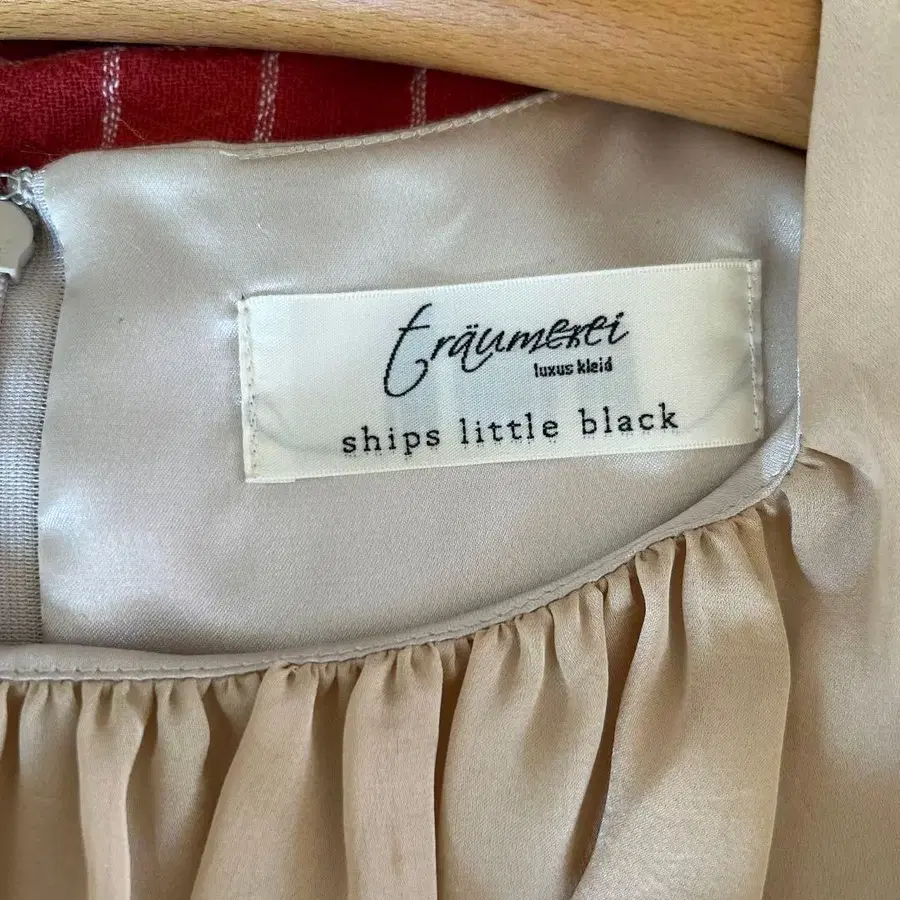 träumerei
luxus kleid
ships little black